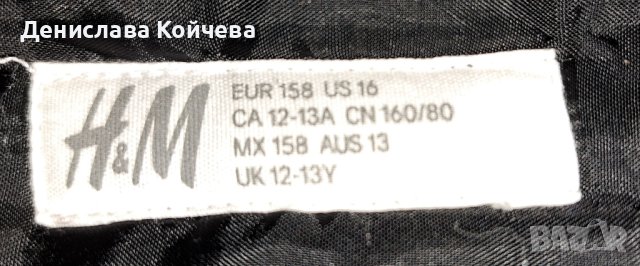 Денислава Койчева
H&M
EUR 158 US 16
CA 12-13A CN 160/80
MX 158 AUS 13
UK 12-13Y
BAZAR